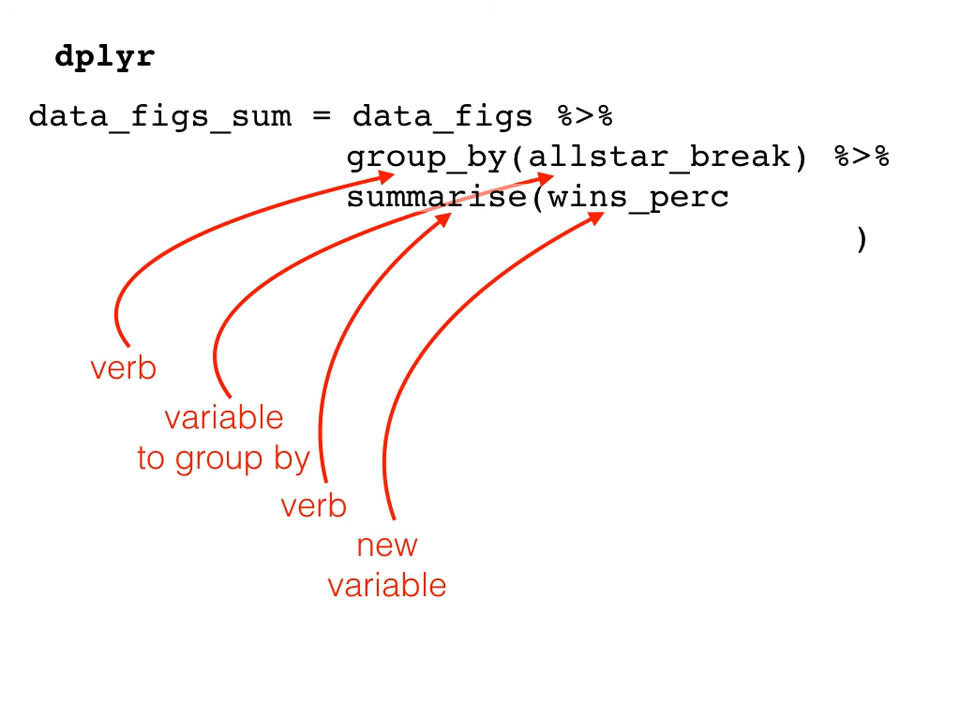 dplyr
data_figs_sum = data_figs %>%
group_by(allstar_break) %>%
summarise(wins_perc
)
verb
variable
to group by
verb
new
variable